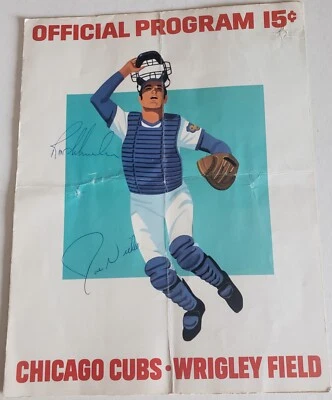 OFFICIAL PROGRAM 15¢
CHICAGO CUBS • WRIGLEY FIELD